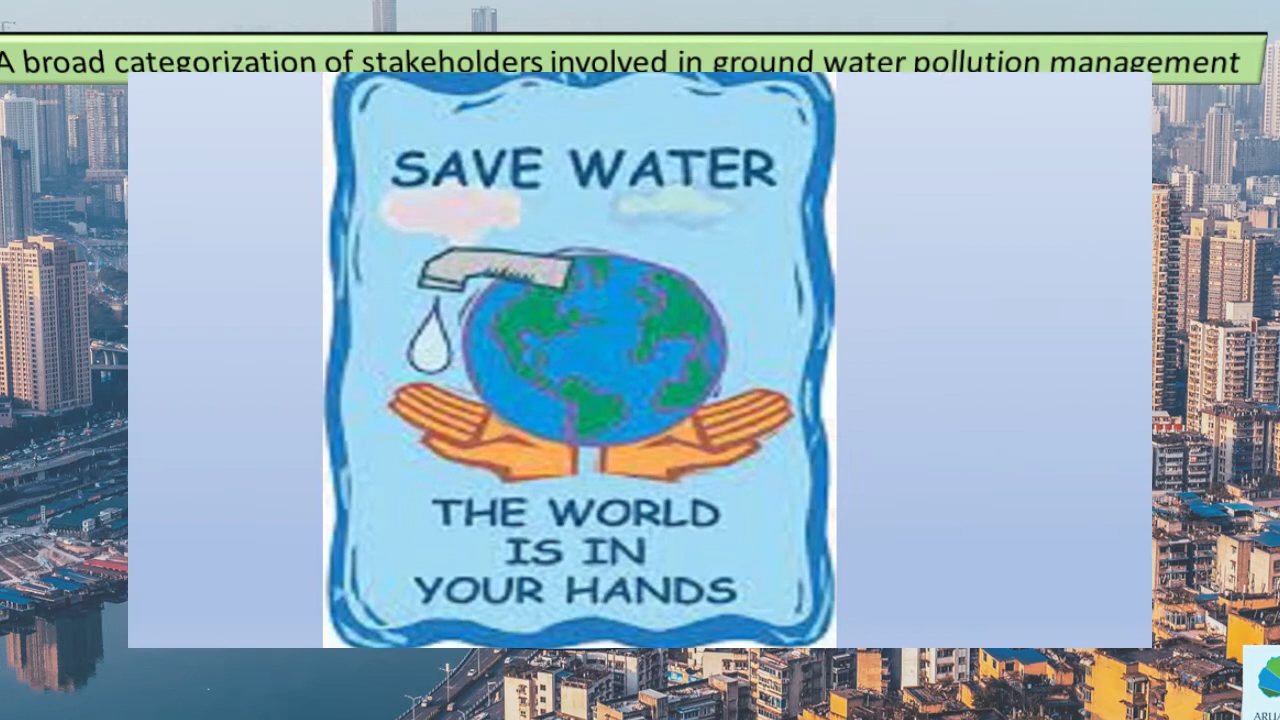 A broad categorization of stakeholders involved in ground water pollution management
SAVE WATER
THE WORLD
IS IN
YOUR HANDS